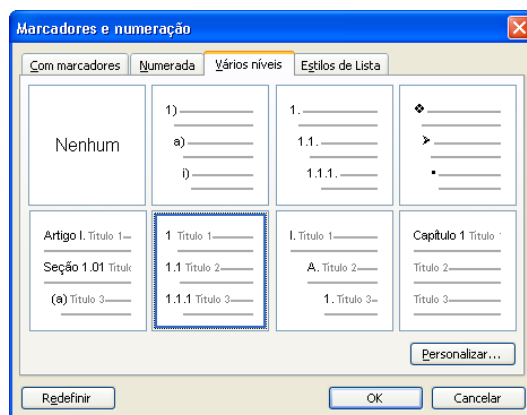 Marcadores e numeração
Com marcadores Numerada Vários níveis Estilos de Lista
Nenhum
1)
a)
i)
1.
1.1.
1.1.1.
Artigo I. Título 1
Seção 1.01 Título
(a) Título 3
1 Título 1
1.1 Título 2
1.1.1 Título 3
I. Título 1
A. Título 2
1. Título 3
Capítulo 1 Título
Título 2
Título 3
Personalizar...
Redefinir OK Cancelar